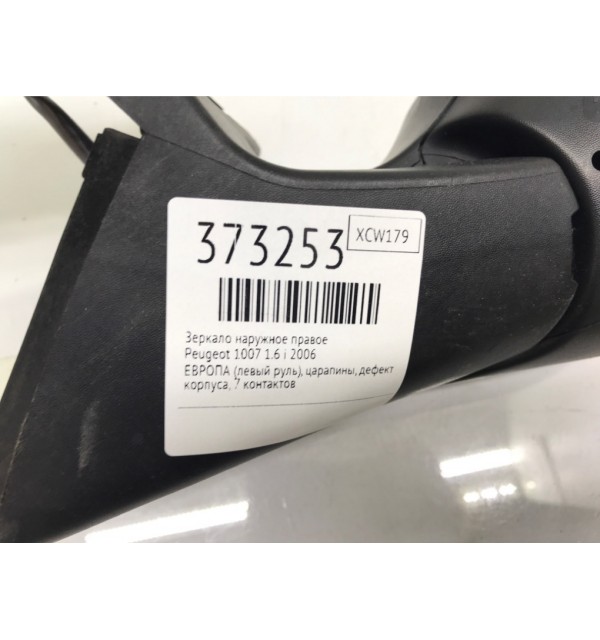 373253
XCW179
Зеркало наружное правое
Peugeot 1007 1.6 i 2006
ЕВРОПА (левый руль), царапины, дефект
корпуса, 7 контактов